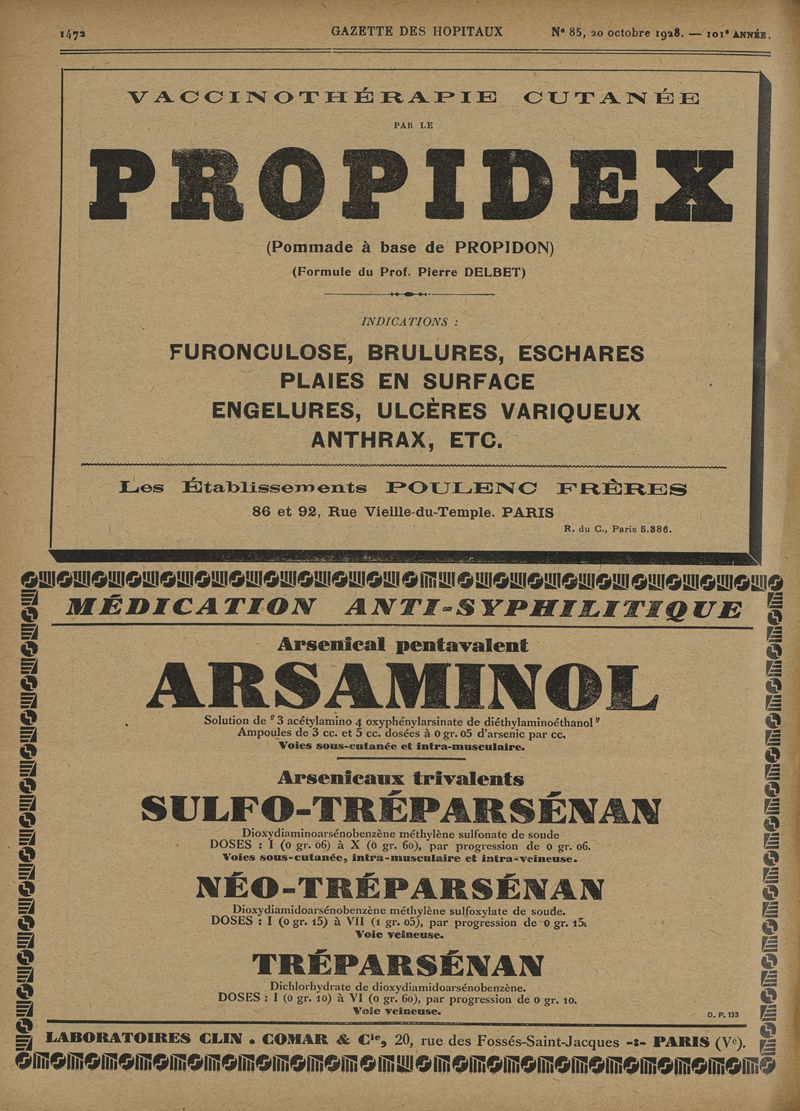 1472 GAZETTE DES HOPITAUX N° 85, 20 octobre 1928. — 101e ANNÉE.
VACCINOTHÉRAPIE CUTANÉE
PAR LE
PROPIDEX
(Pommade à base de PROPIDON)
(Formule du Prof. Pierre DELBET)
INDICATIONS :
FURONCULOSE, BRULURES, ESCHARES
PLAIES EN SURFACE
ENGELURES, ULCÈRES VARIQUEUX
ANTHRAX, ETC.
Les Établissements POULENC FRÈRES
86 et 92, Rue Vieille-du-Temple. PARIS
R. du C., Paris 5.386.
MÉDICATION ANTI-SYPHILITIQUE
Arsenical pentavalent
ARSAMINOL
Solution de "3 acétylamino 4 oxyphénylarsinate de diéthylaminoéthanol"
Ampoules de 3 cc. et 5 cc. dosées à 0 gr. 05 d'arsenic par cc.
Voies sous-cutanée et intra-musculaire.
Arsenicaux trivalents
SULFO-TRÉPARSÉNAN
Dioxydiaminoarsénobenzène méthylène sulfonate de soude
DOSES : I (0 gr. 06) à X (0 gr. 60), par progression de 0 gr. 06.
Voies sous-cutanée, intra-musculaire et intra-veineuse.
NÉO-TRÉPARSÉNAN
Dioxydiamidoarsénobenzène méthylène sulfoxylate de soude.
DOSES : I (0 gr. 15) à VII (1 gr. 05), par progression de 0 gr. 15.
Voie veineuse.
TRÉPARSÉNAN
Dichlorhydrate de dioxydiamidoarsénobenzène.
DOSES : I (0 gr. 10) à VI (0 gr. 60), par progression de 0 gr. 10.
Voie veineuse.
D. P. 133
LABORATOIRES CLIN • COMAR & Cie, 20, rue des Fossés-Saint-Jacques -:- PARIS (Ve).